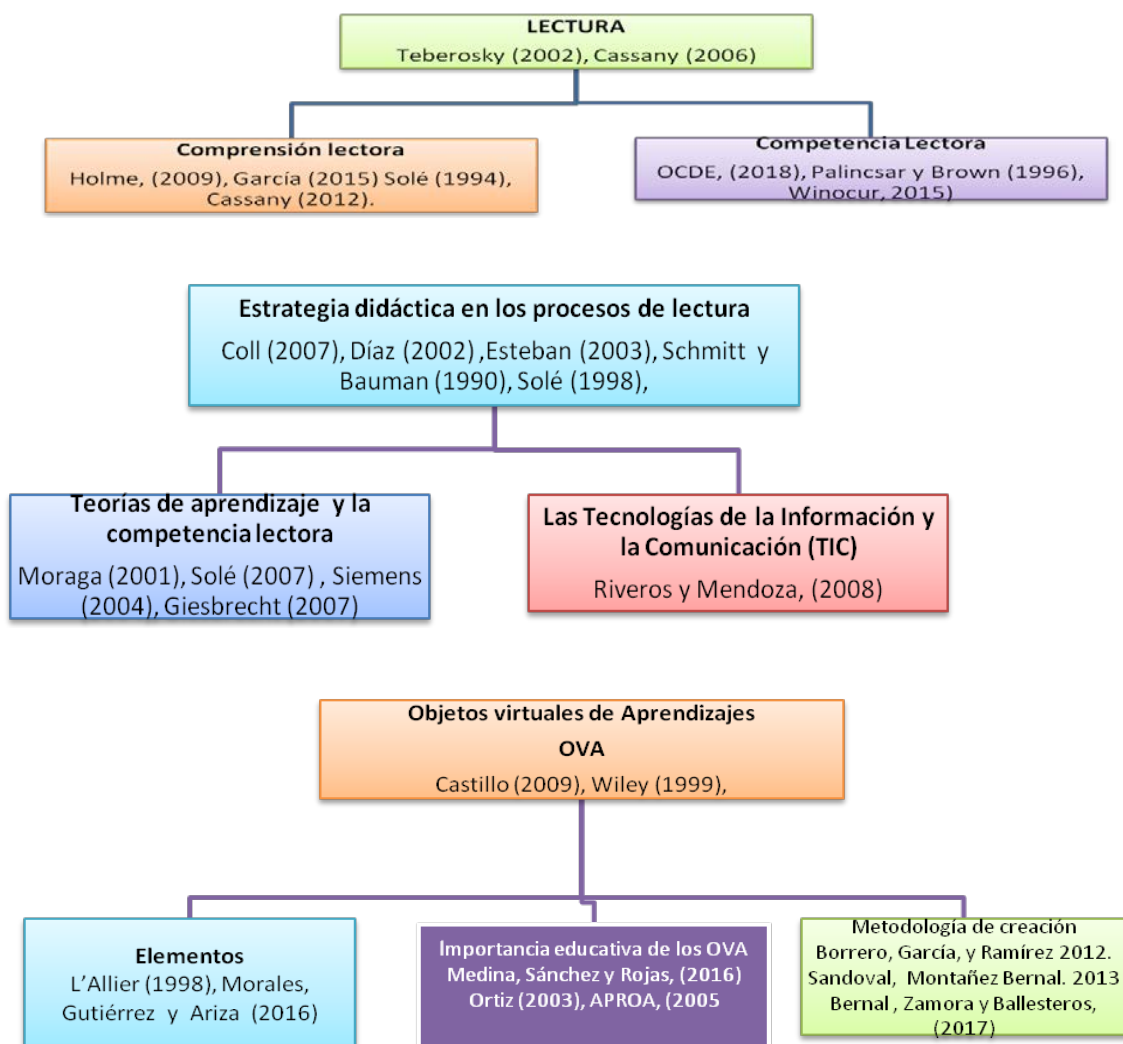 LECTURA
Teberosky (2002), Cassany (2006)
Comprensión lectora
Holme, (2009), García (2015) Solé (1994),
Cassany (2012).
Competencia Lectora
OCDE, (2018), Palincsar y Brown (1996),
Winocur, 2015)
Estrategia didáctica en los procesos de lectura
Coll (2007), Díaz (2002) ,Esteban (2003), Schmitt y
Bauman (1990), Solé (1998),
Teorías de aprendizaje y la
competencia lectora
Moraga (2001), Solé (2007) , Siemens
(2004), Giesbrecht (2007)
Las Tecnologías de la Información y
la Comunicación (TIC)
Riveros y Mendoza, (2008)
Objetos virtuales de Aprendizajes
OVA
Castillo (2009), Wiley (1999),
Elementos
L’Allier (1998), Morales,
Gutiérrez y Ariza (2016)
Importancia educativa de los OVA
Medina, Sánchez y Rojas, (2016)
Ortiz (2003), APROA, (2005
Metodología de creación
Borrero, García, y Ramírez 2012.
Sandoval, Montañez Bernal. 2013
Bernal , Zamora y Ballesteros,
(2017)